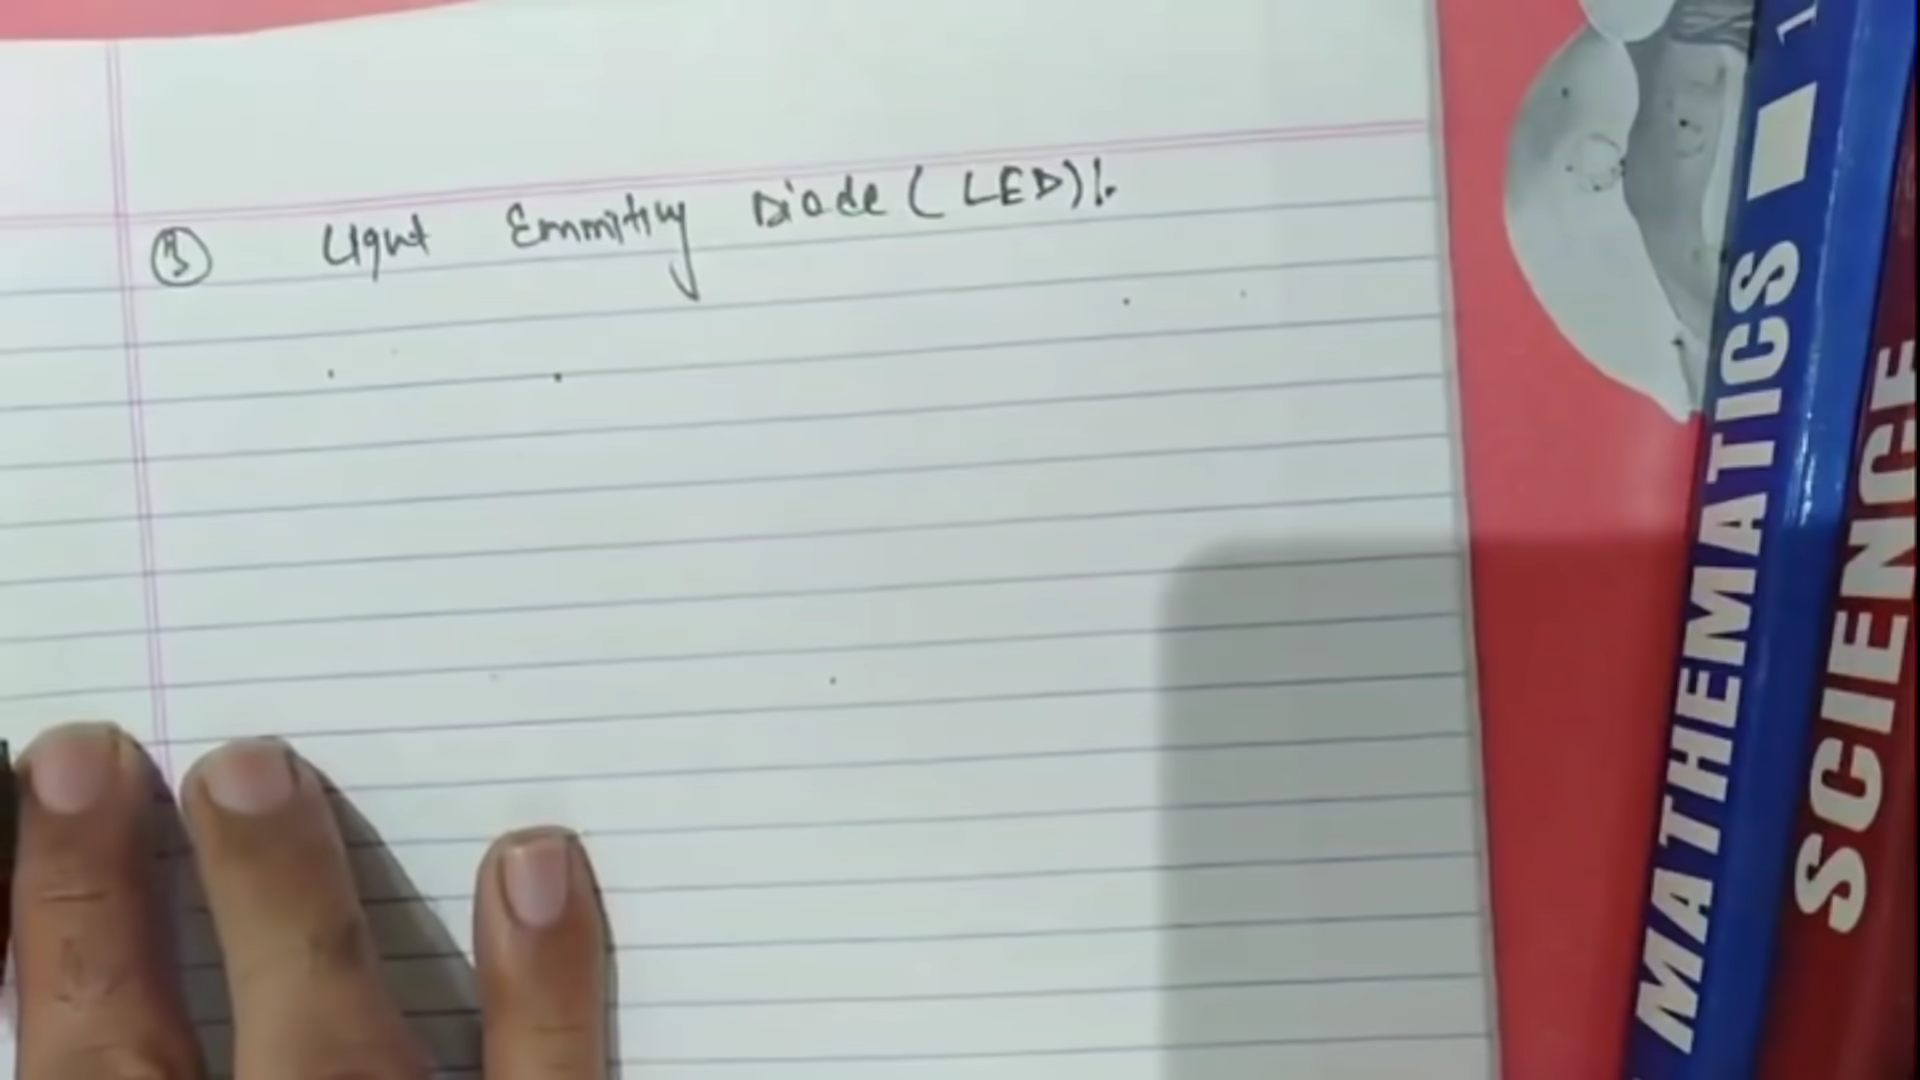 ③ Light Emmiting Diode (LED):-
MATHEMATICS
SCIENCE